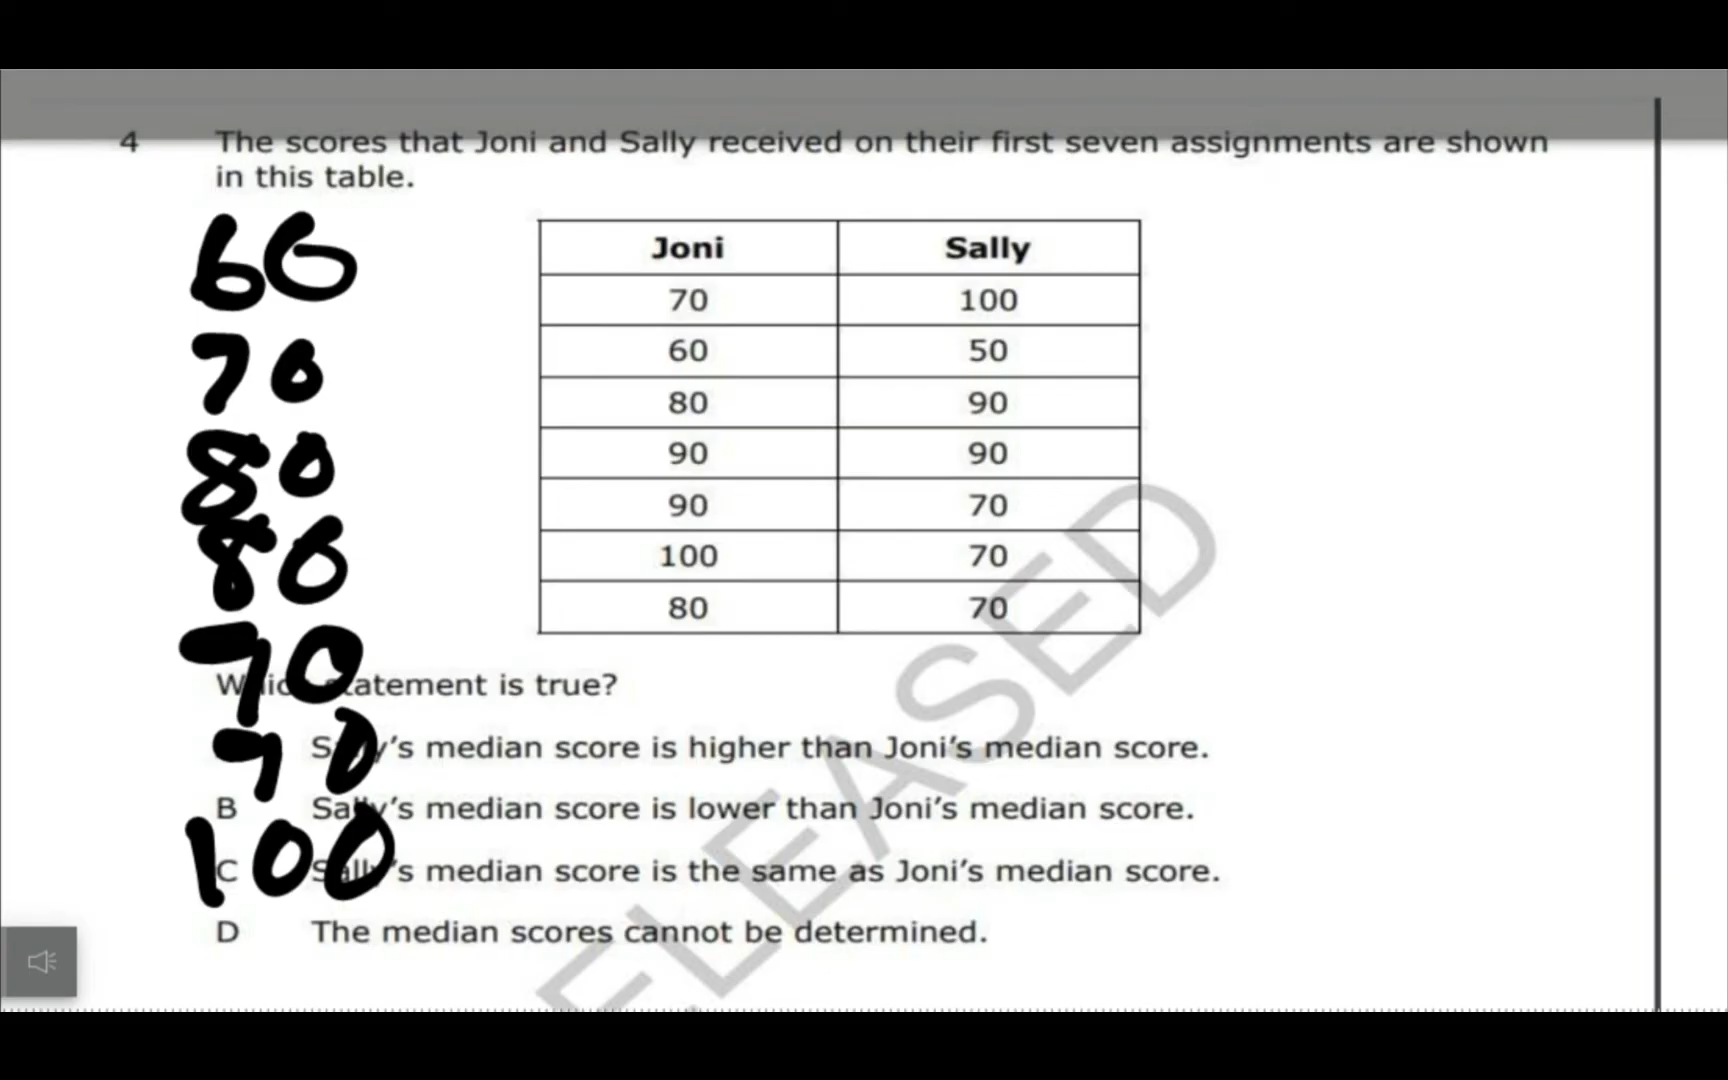 4 The scores that Joni and Sally received on their first seven assignments are shown
in this table.
60
70
80
80
70
70
100
Joni Sally
70 100
60 50
80 90
90 90
90 70
100 70
80 70
Which statement is true?
Sally's median score is higher than Joni's median score.
B Sally's median score is lower than Joni's median score.
C Sally's median score is the same as Joni's median score.
D The median scores cannot be determined.
ELEASED